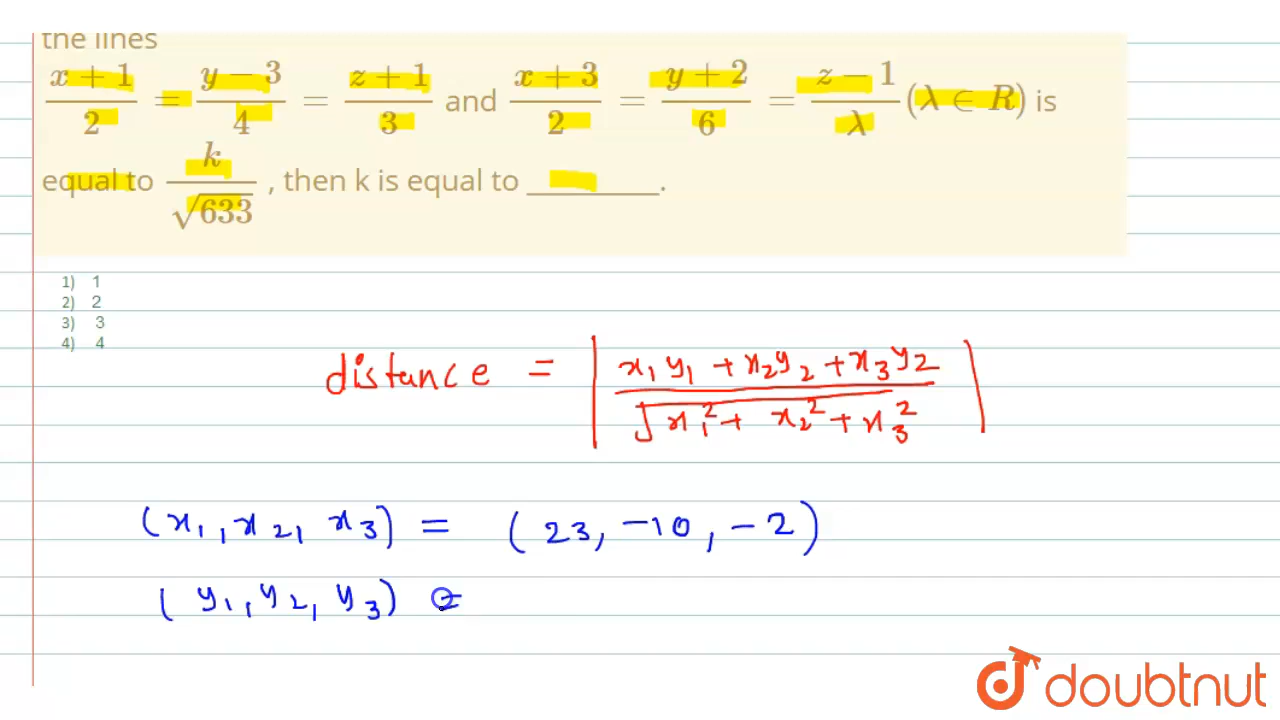 the lines
x + 1 / 2 = y − 3 / 4 = z + 1 / 3 and x + 3 / 2 = y + 2 / 6 = z − 1 / λ (λ ∈ R) is
equal to k / √633 , then k is equal to __________.
1) 1
2) 2
3) 3
4) 4
distance = | x₁y₁ + x₂y₂ + x₃y₂ / √x₁² + x₂² + x₃² |
(x₁, x₂, x₃) = (23, −10, −2)
(y₁, y₂, y₃) =
doubtnut